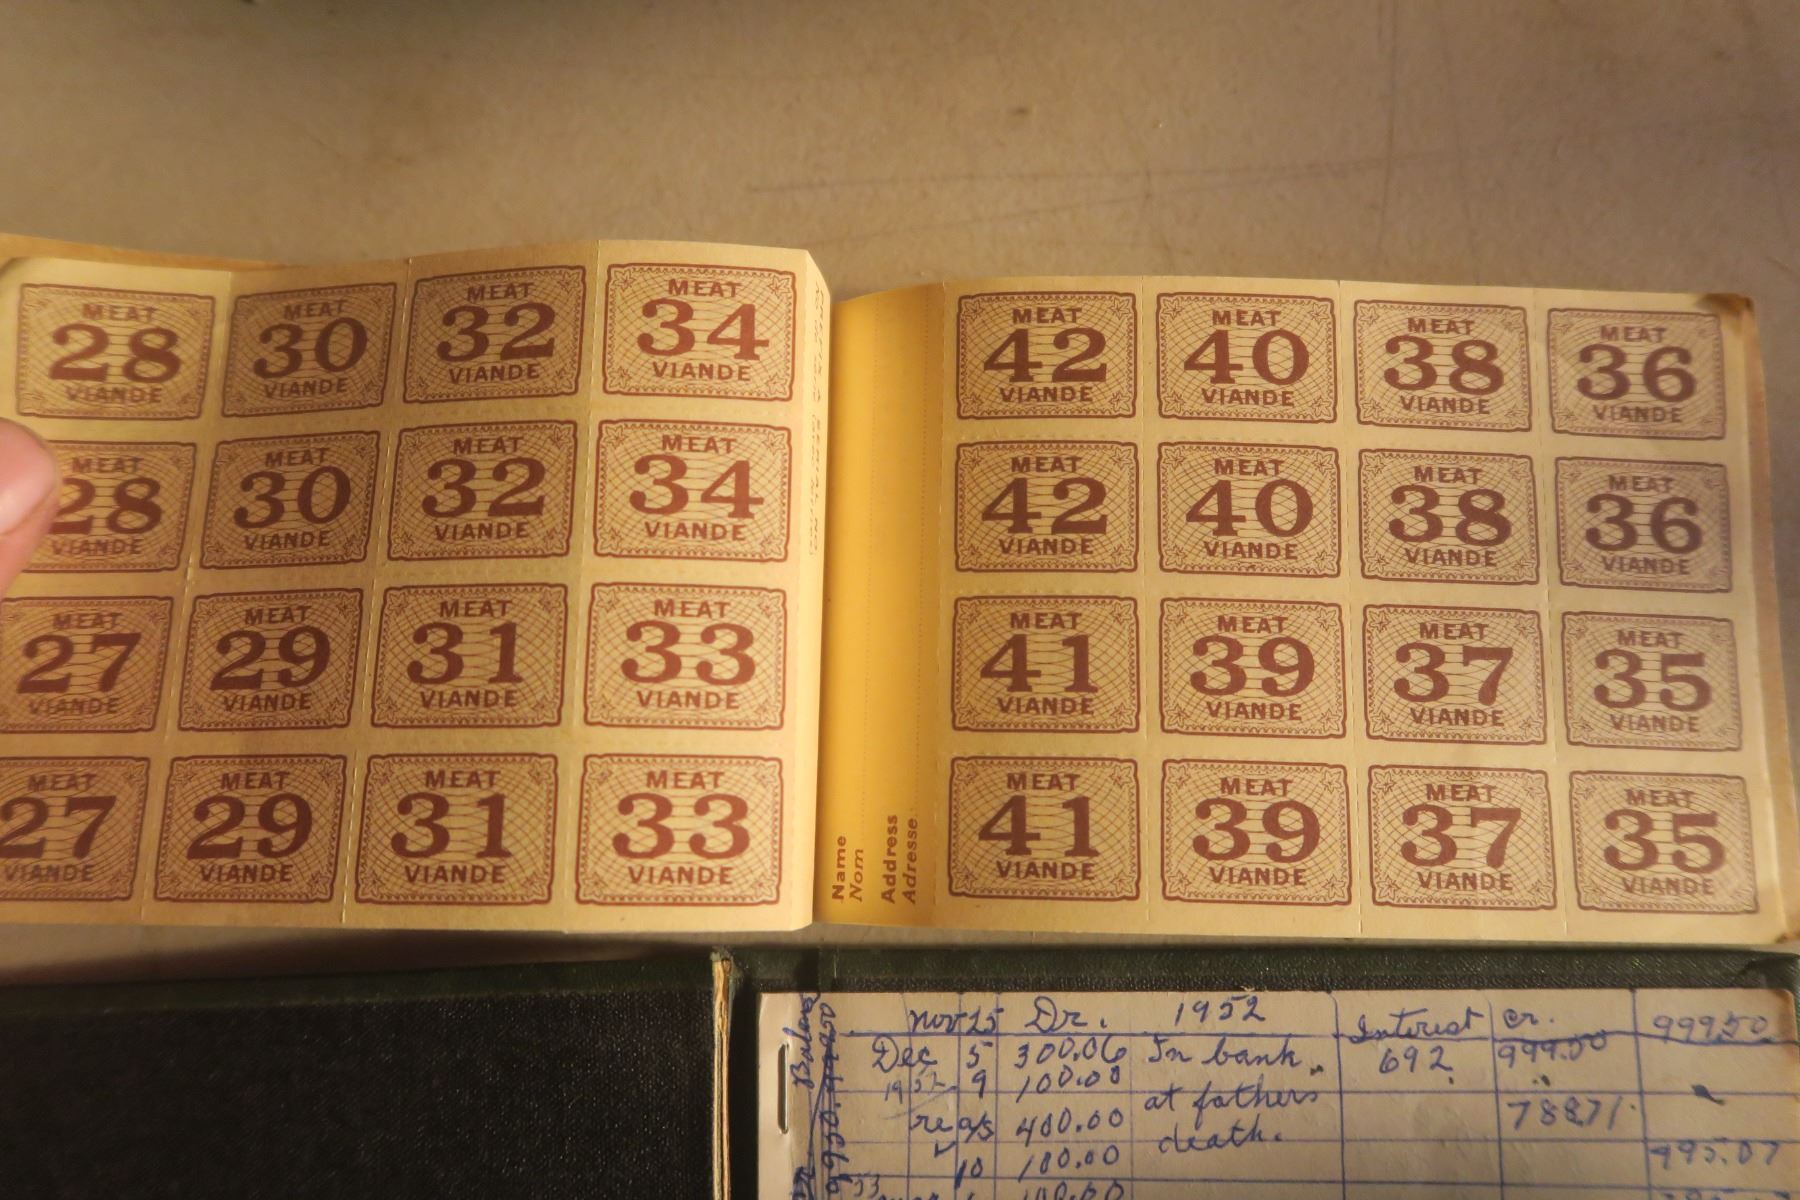 MEAT MEAT MEAT MEAT
28 30 32 34
VIANDE VIANDE VIANDE VIANDE
MEAT MEAT MEAT MEAT
28 30 32 34
VIANDE VIANDE VIANDE VIANDE
MEAT MEAT MEAT MEAT
27 29 31 33
VIANDE VIANDE VIANDE VIANDE
MEAT MEAT MEAT MEAT
27 29 31 33
VIANDE VIANDE VIANDE VIANDE
Name
Nom
Address
Adresse
MEAT MEAT MEAT MEAT
42 40 38 36
VIANDE VIANDE VIANDE VIANDE
MEAT MEAT MEAT MEAT
42 40 38 36
VIANDE VIANDE VIANDE VIANDE
MEAT MEAT MEAT MEAT
41 39 37 35
VIANDE VIANDE VIANDE VIANDE
MEAT MEAT MEAT MEAT
41 39 37 35
VIANDE VIANDE VIANDE VIANDE
Nov 25 Dr. 1952 Interest cr. 999.50
Dec 5 300.00 In bank 692 999.00
1952 9 100.00 at fathers 788.71
400.00 death.
10 100.00 995.07